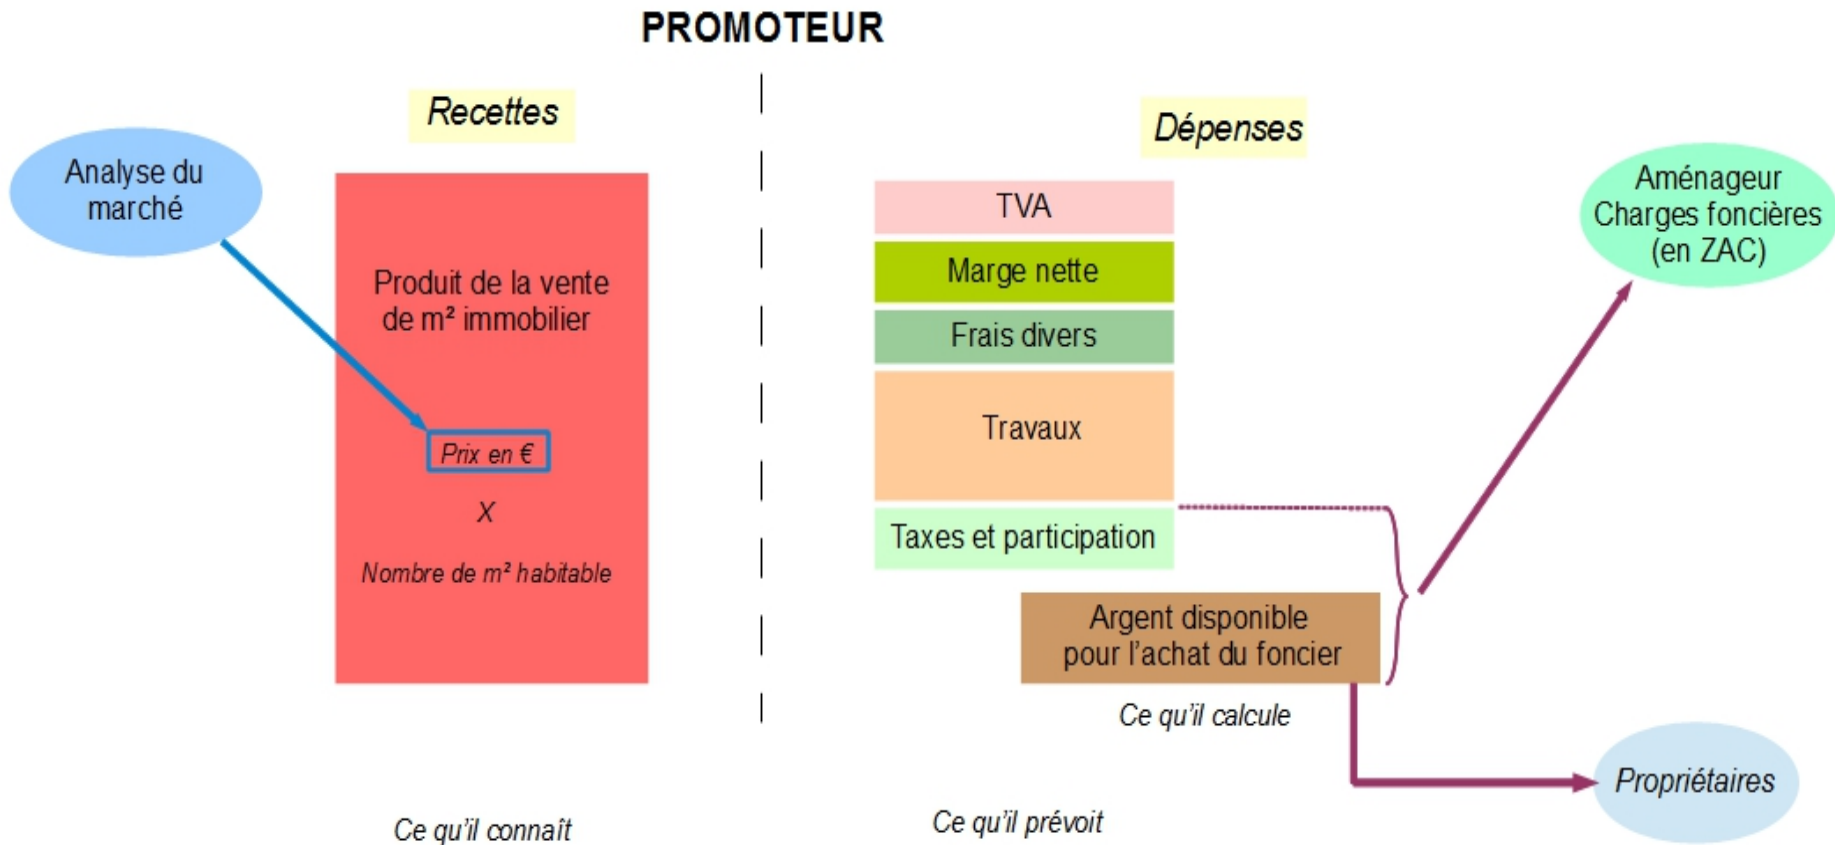 PROMOTEUR
Recettes
Dépenses
Analyse du
marché
Produit de la vente
de m² immobilier
Prix en €
X
Nombre de m² habitable
TVA
Marge nette
Frais divers
Travaux
Taxes et participation
Argent disponible
pour l'achat du foncier
Aménageur
Charges foncières
(en ZAC)
Ce qu'il calcule
Propriétaires
Ce qu'il connaît
Ce qu'il prévoit